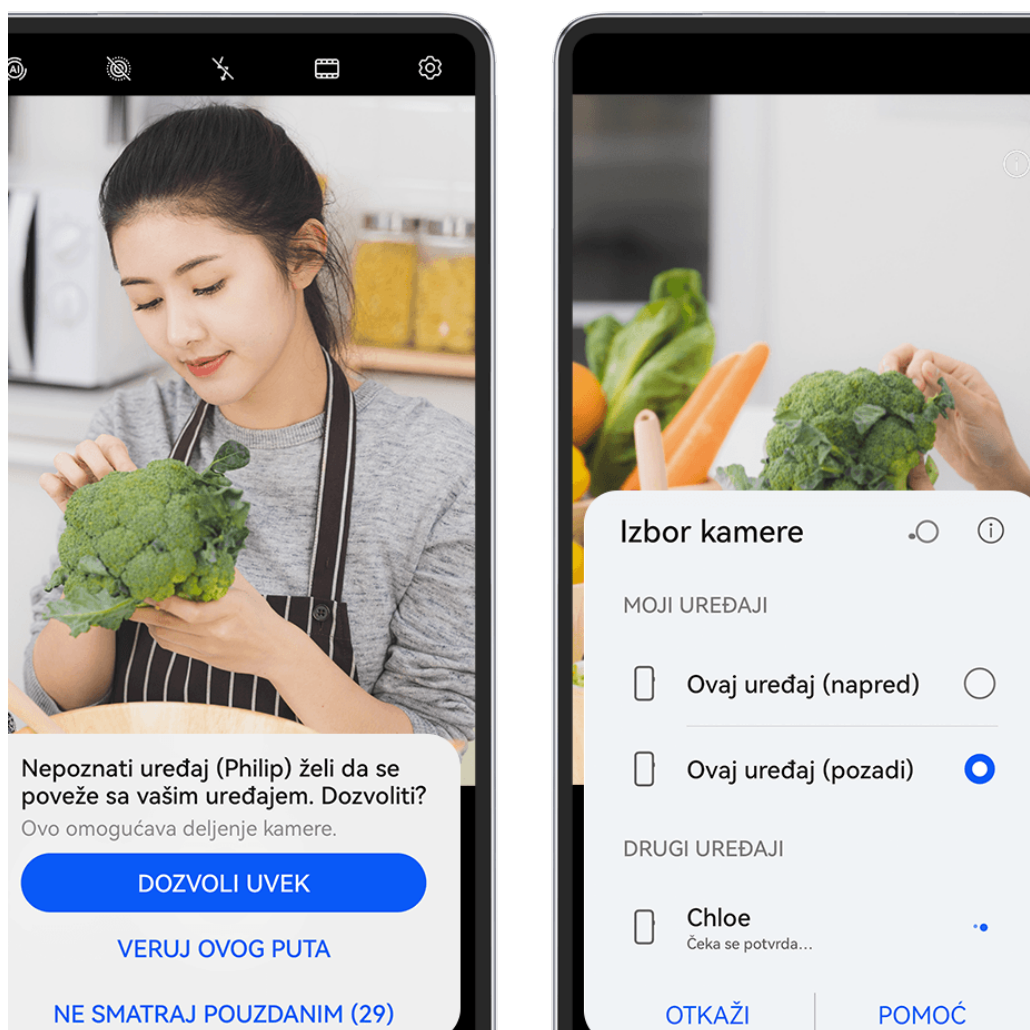 AI
Nepoznati uređaj (Philip) želi da se
poveže sa vašim uređajem. Dozvoliti?
Ovo omogućava deljenje kamere.
DOZVOLI UVEK
VERUJ OVOG PUTA
NE SMATRAJ POUZDANIM (29)
Izbor kamere
MOJI UREĐAJI
Ovaj uređaj (napred)
Ovaj uređaj (pozadi)
DRUGI UREĐAJI
Chloe
Čeka se potvrda...
OTKAŽI
POMOĆ